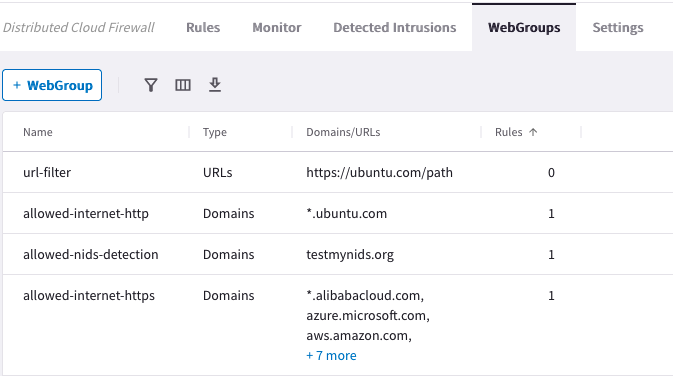 Distributed Cloud Firewall Rules Monitor Detected Intrusions WebGroups Settings
+ WebGroup
Name Type Domains/URLs Rules ↑
url-filter URLs https://ubuntu.com/path 0
allowed-internet-http Domains *.ubuntu.com 1
allowed-nids-detection Domains testmynids.org 1
allowed-internet-https Domains *.alibabacloud.com, 1
azure.microsoft.com,
aws.amazon.com,
+ 7 more